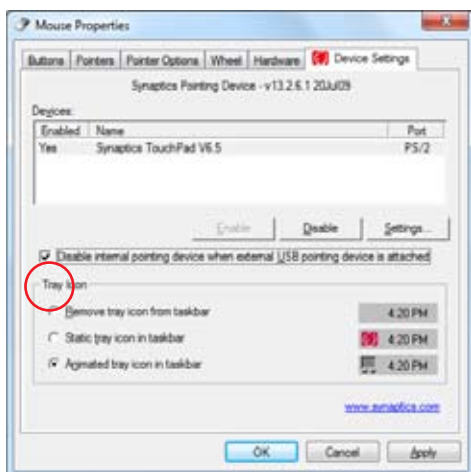 Mouse Properties
Buttons Pointers Pointer Options Wheel Hardware Device Settings
Synaptics Pointing Device - v13.2.6.1 20Jul09
Devices:
Enabled Name Port
Yes Synaptics TouchPad V6.5 PS/2
Enable Disable Settings...
Disable internal pointing device when external USB pointing device is attached
Tray Icon
Remove tray icon from taskbar 4:20 PM
Static tray icon in taskbar 4:20 PM
Animated tray icon in taskbar 4:20 PM
www.synaptics.com
OK Cancel Apply